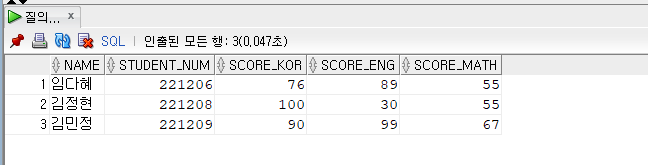 질의... x
SQL | 인출된 모든 행: 3(0,047초)
NAME STUDENT_NUM SCORE_KOR SCORE_ENG SCORE_MATH
1 임다혜 221206 76 89 55
2 김정현 221208 100 30 55
3 김민정 221209 90 99 67